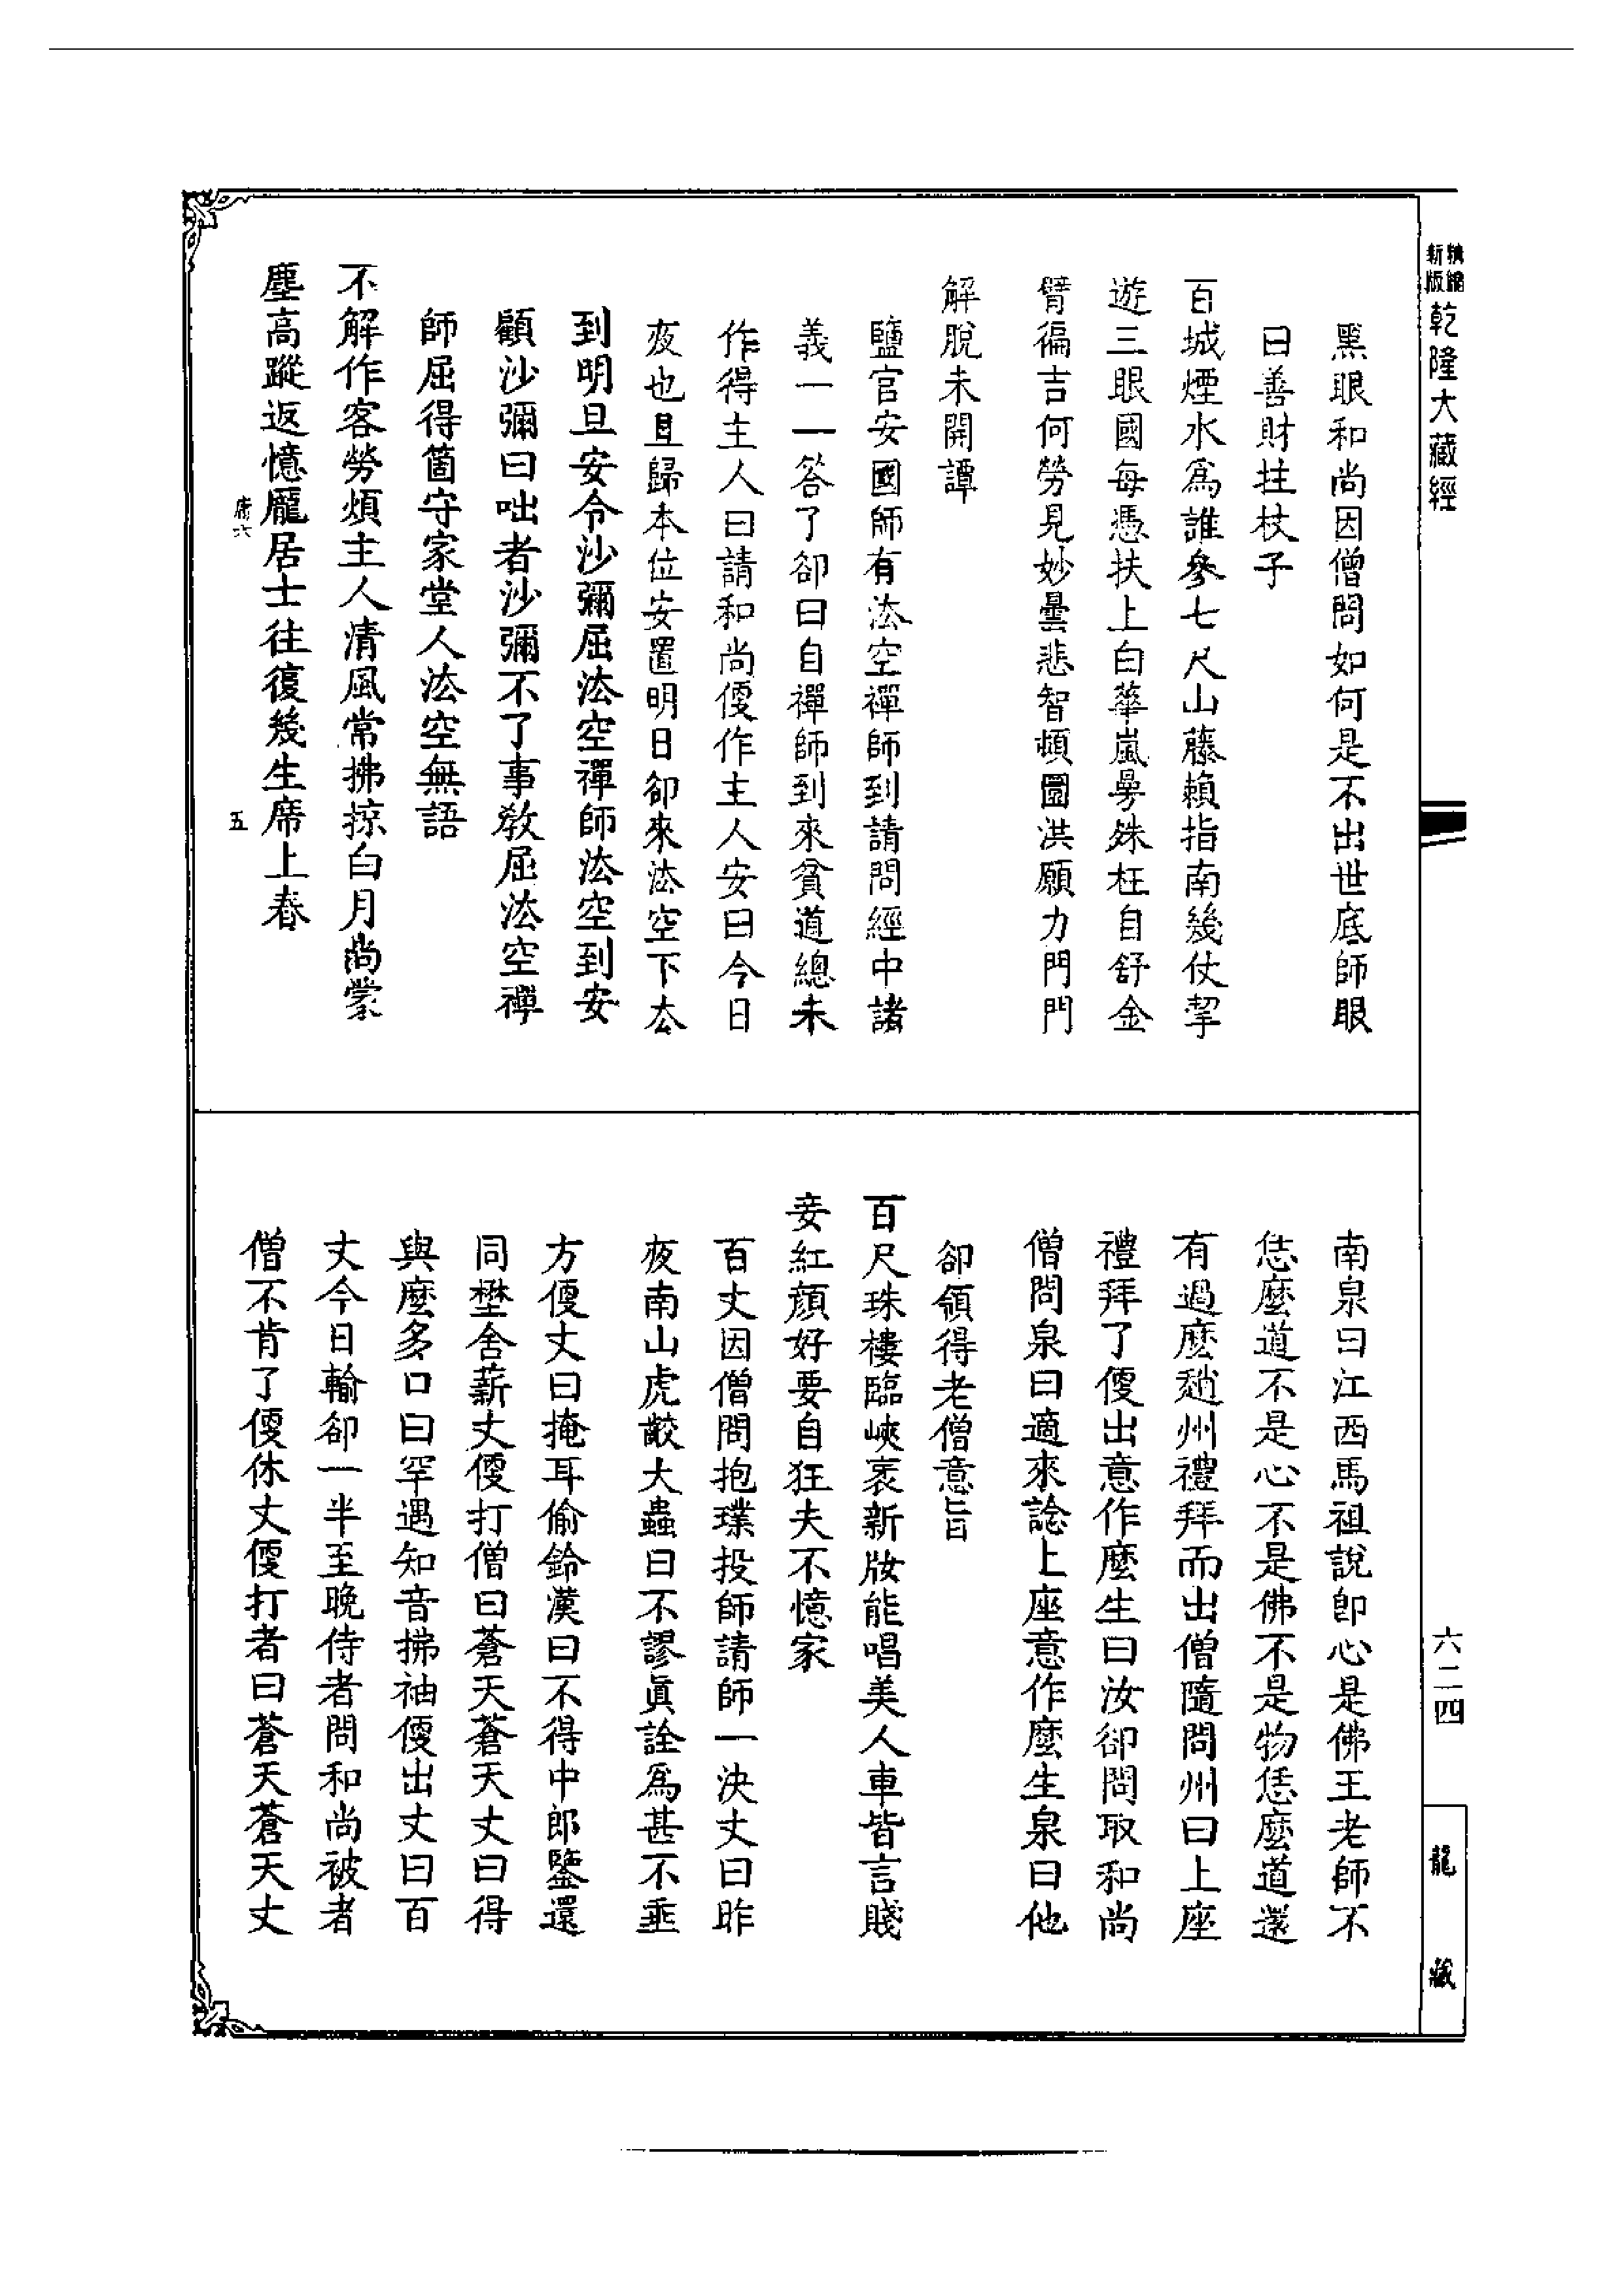 新版精縮
乾隆大藏經
黑眼和尚因僧問如何是不出世底師眼
曰善財拄杖子
百城煙水爲誰參七尺山藤賴指南幾仗挈
遊三眼國每憑扶上白華嵐㫄殊枉自舒金
臂徧吉何勞見妙曇悲智頓圓洪願力門門
解脫未開譚
鹽官安國師有法空禪師到請問經中諸
義一一答了卻曰自禪師到來貧道總未
作得主人曰請和尚便作主人安曰今日
夜也且歸本位安置明日卻來法空下去
到明旦安令沙彌屈法空禪師法空到安
顧沙彌曰咄者沙彌不了事教屈法空禪
師屈得箇守家堂人法空無語
不解作客勞煩主人清風常拂掠白月尚蒙
塵高蹤返憶龐居士往復幾生席上春
五
六二四
南泉曰江西馬祖說卽心是佛王老師不
恁麼道不是心不是佛不是物恁麼道還
有過麼趙州禮拜而出僧隨問州曰上座
禮拜了便出意作麼生曰汝卻問取和尚
僧問泉曰適來諗上座意作麼生泉曰他
卻領得老僧意旨
百尺珠樓臨峽裏新妝能唱美人車皆言賤
妾紅顏好要自狂夫不憶家
百丈因僧問抱璞投師請師一決丈曰昨
夜南山虎齩大蟲曰不謬眞詮爲甚不垂
方便丈曰掩耳偷鈴漢曰不得中郎鑒還
同㙺舍薪丈便打僧曰蒼天蒼天丈曰得
與麼多口曰罕遇知音拂袖便出丈曰百
丈今日輸卻一半至晚侍者問和尚被者
僧不肯了便休丈便打者曰蒼天蒼天丈
龍藏